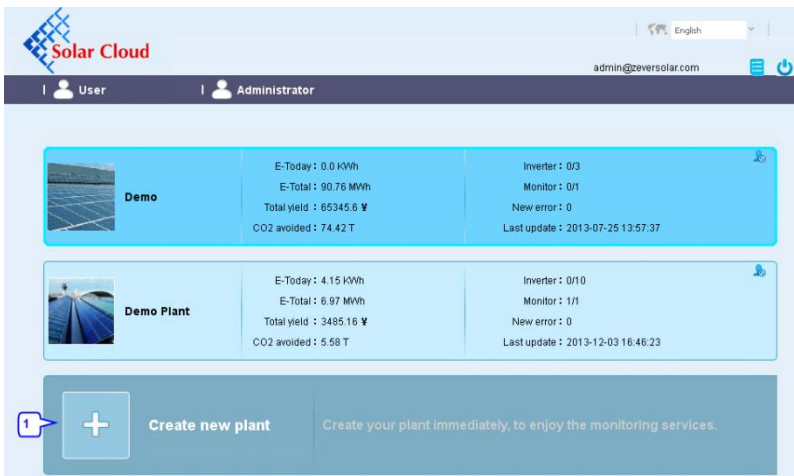 English
Solar Cloud
admin@zeversolar.com
User
Administrator
Demo
E-Today : 0.0 KWh
E-Total : 90.76 MWh
Total yield : 65345.6 ¥
CO2 avoided : 74.42 T
Inverter : 0/3
Monitor : 0/1
New error : 0
Last update : 2013-07-25 13:57:37
Demo Plant
E-Today : 4.15 KWh
E-Total : 6.97 MWh
Total yield : 3485.16 ¥
CO2 avoided : 5.58 T
Inverter : 0/10
Monitor : 1/1
New error : 0
Last update : 2013-12-03 16:46:23
1
Create new plant
Create your plant immediately, to enjoy the monitoring services.